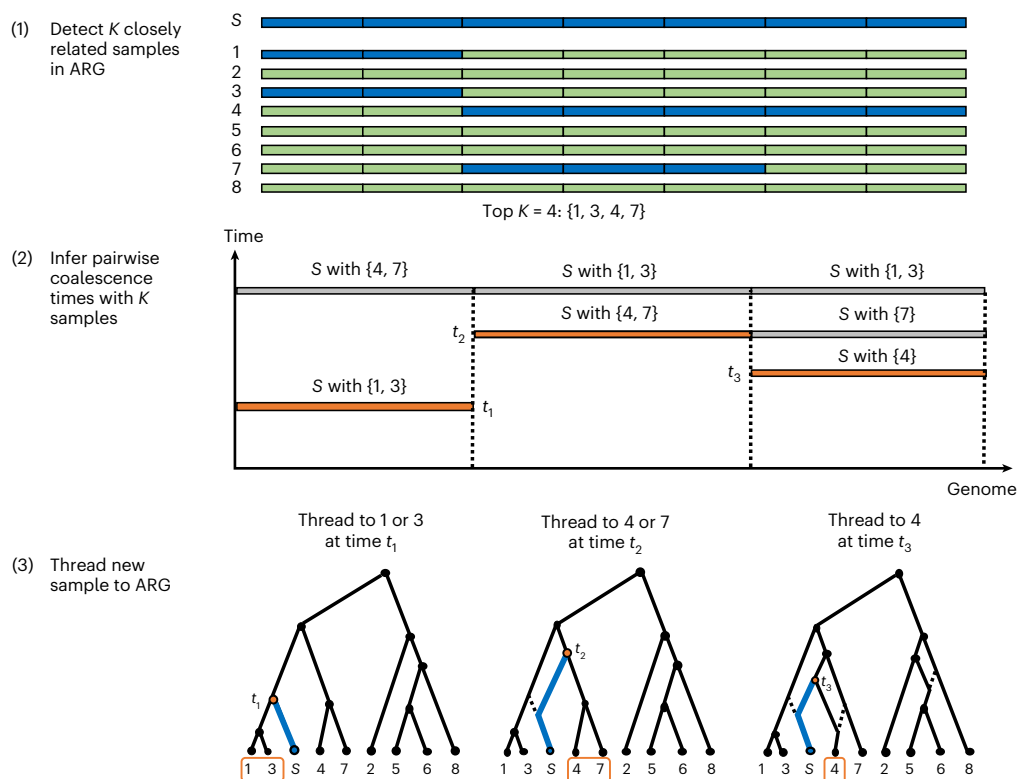 (1) Detect K closely
related samples
in ARG
S
1
2
3
4
5
6
7
8
Top K = 4: {1, 3, 4, 7}
(2) Infer pairwise
coalescence
times with K
samples
Time
S with {4, 7}
S with {1, 3}
S with {1, 3}
S with {4, 7}
S with {7}
t2
S with {4}
t3
S with {1, 3}
t1
Genome
(3) Thread new
sample to ARG
Thread to 1 or 3
at time t1
Thread to 4 or 7
at time t2
Thread to 4
at time t3
t1
t2
t3
1 3 S 4 7 2 5 6 8
1 3 S 4 7 2 5 6 8
1 3 S 4 7 2 5 6 8